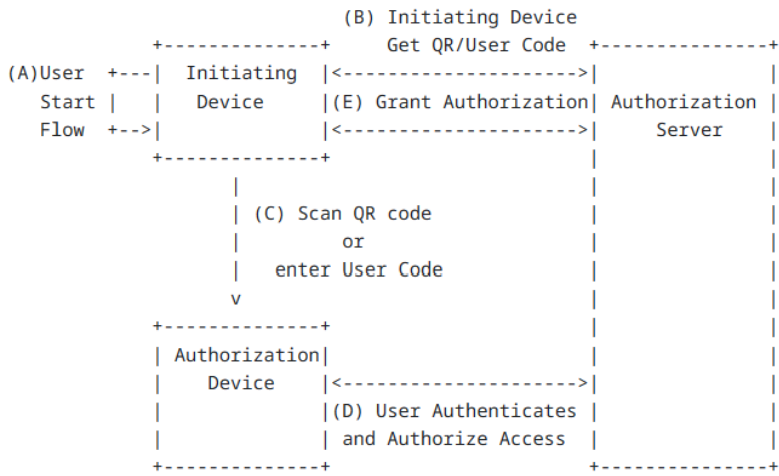 (B) Initiating Device
Get QR/User Code
(A)User Initiating
Start Device (E) Grant Authorization Authorization
Flow Server
(C) Scan QR code
or
enter User Code
Authorization
Device
(D) User Authenticates
and Authorize Access